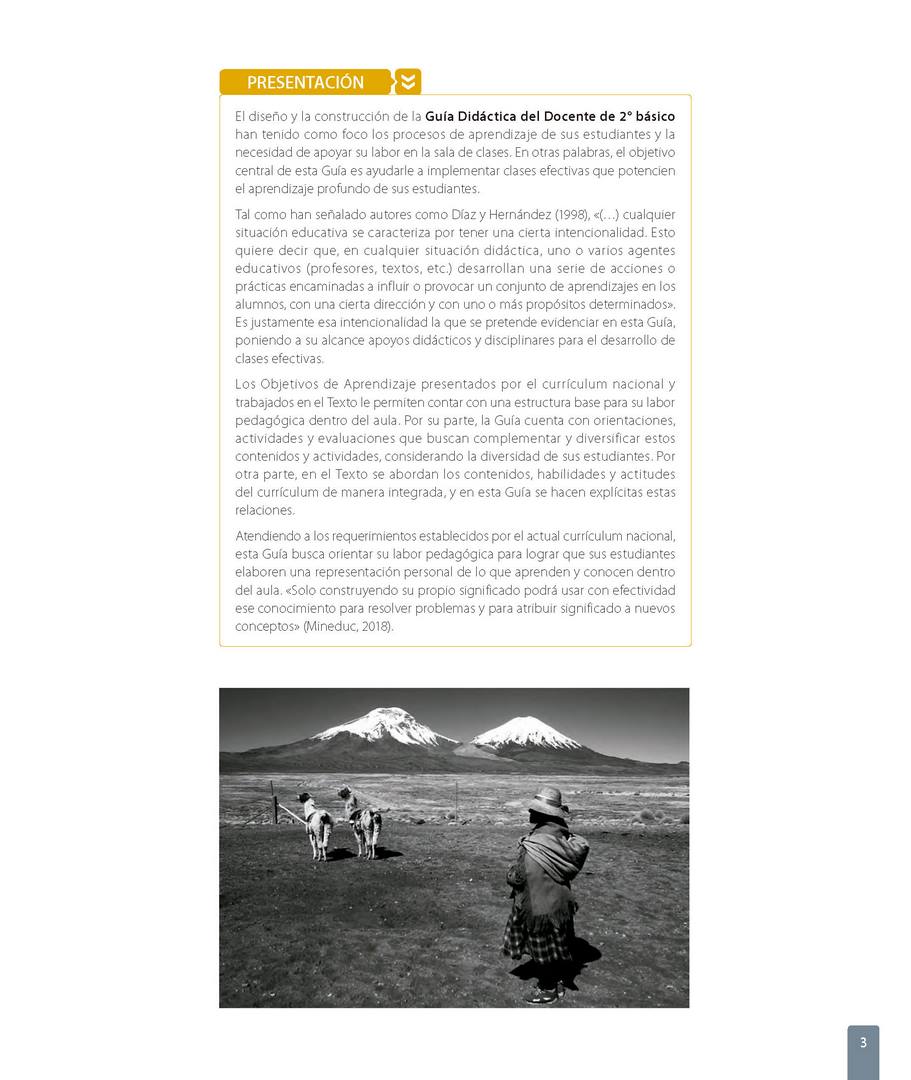 PRESENTACIÓN
El diseño y la construcción de la Guía Didáctica del Docente de 2° básico
han tenido como foco los procesos de aprendizaje de sus estudiantes y la
necesidad de apoyar su labor en la sala de clases. En otras palabras, el objetivo
central de esta Guía es ayudarle a implementar clases efectivas que potencien
el aprendizaje profundo de sus estudiantes.
Tal como han señalado autores como Díaz y Hernández (1998), «(…) cualquier
situación educativa se caracteriza por tener una cierta intencionalidad. Esto
quiere decir que, en cualquier situación didáctica, uno o varios agentes
educativos (profesores, textos, etc.) desarrollan una serie de acciones o
prácticas encaminadas a influir o provocar un conjunto de aprendizajes en los
alumnos, con una cierta dirección y con uno o más propósitos determinados».
Es justamente esa intencionalidad la que se pretende evidenciar en esta Guía,
poniendo a su alcance apoyos didácticos y disciplinares para el desarrollo de
clases efectivas.
Los Objetivos de Aprendizaje presentados por el currículum nacional y
trabajados en el Texto le permiten contar con una estructura base para su labor
pedagógica dentro del aula. Por su parte, la Guía cuenta con orientaciones,
actividades y evaluaciones que buscan complementar y diversificar estos
contenidos y actividades, considerando la diversidad de sus estudiantes. Por
otra parte, en el Texto se abordan los contenidos, habilidades y actitudes
del currículum de manera integrada, y en esta Guía se hacen explícitas estas
relaciones.
Atendiendo a los requerimientos establecidos por el actual currículum nacional,
esta Guía busca orientar su labor pedagógica para lograr que sus estudiantes
elaboren una representación personal de lo que aprenden y conocen dentro
del aula. «Solo construyendo su propio significado podrá usar con efectividad
ese conocimiento para resolver problemas y para atribuir significado a nuevos
conceptos» (Mineduc, 2018).
3